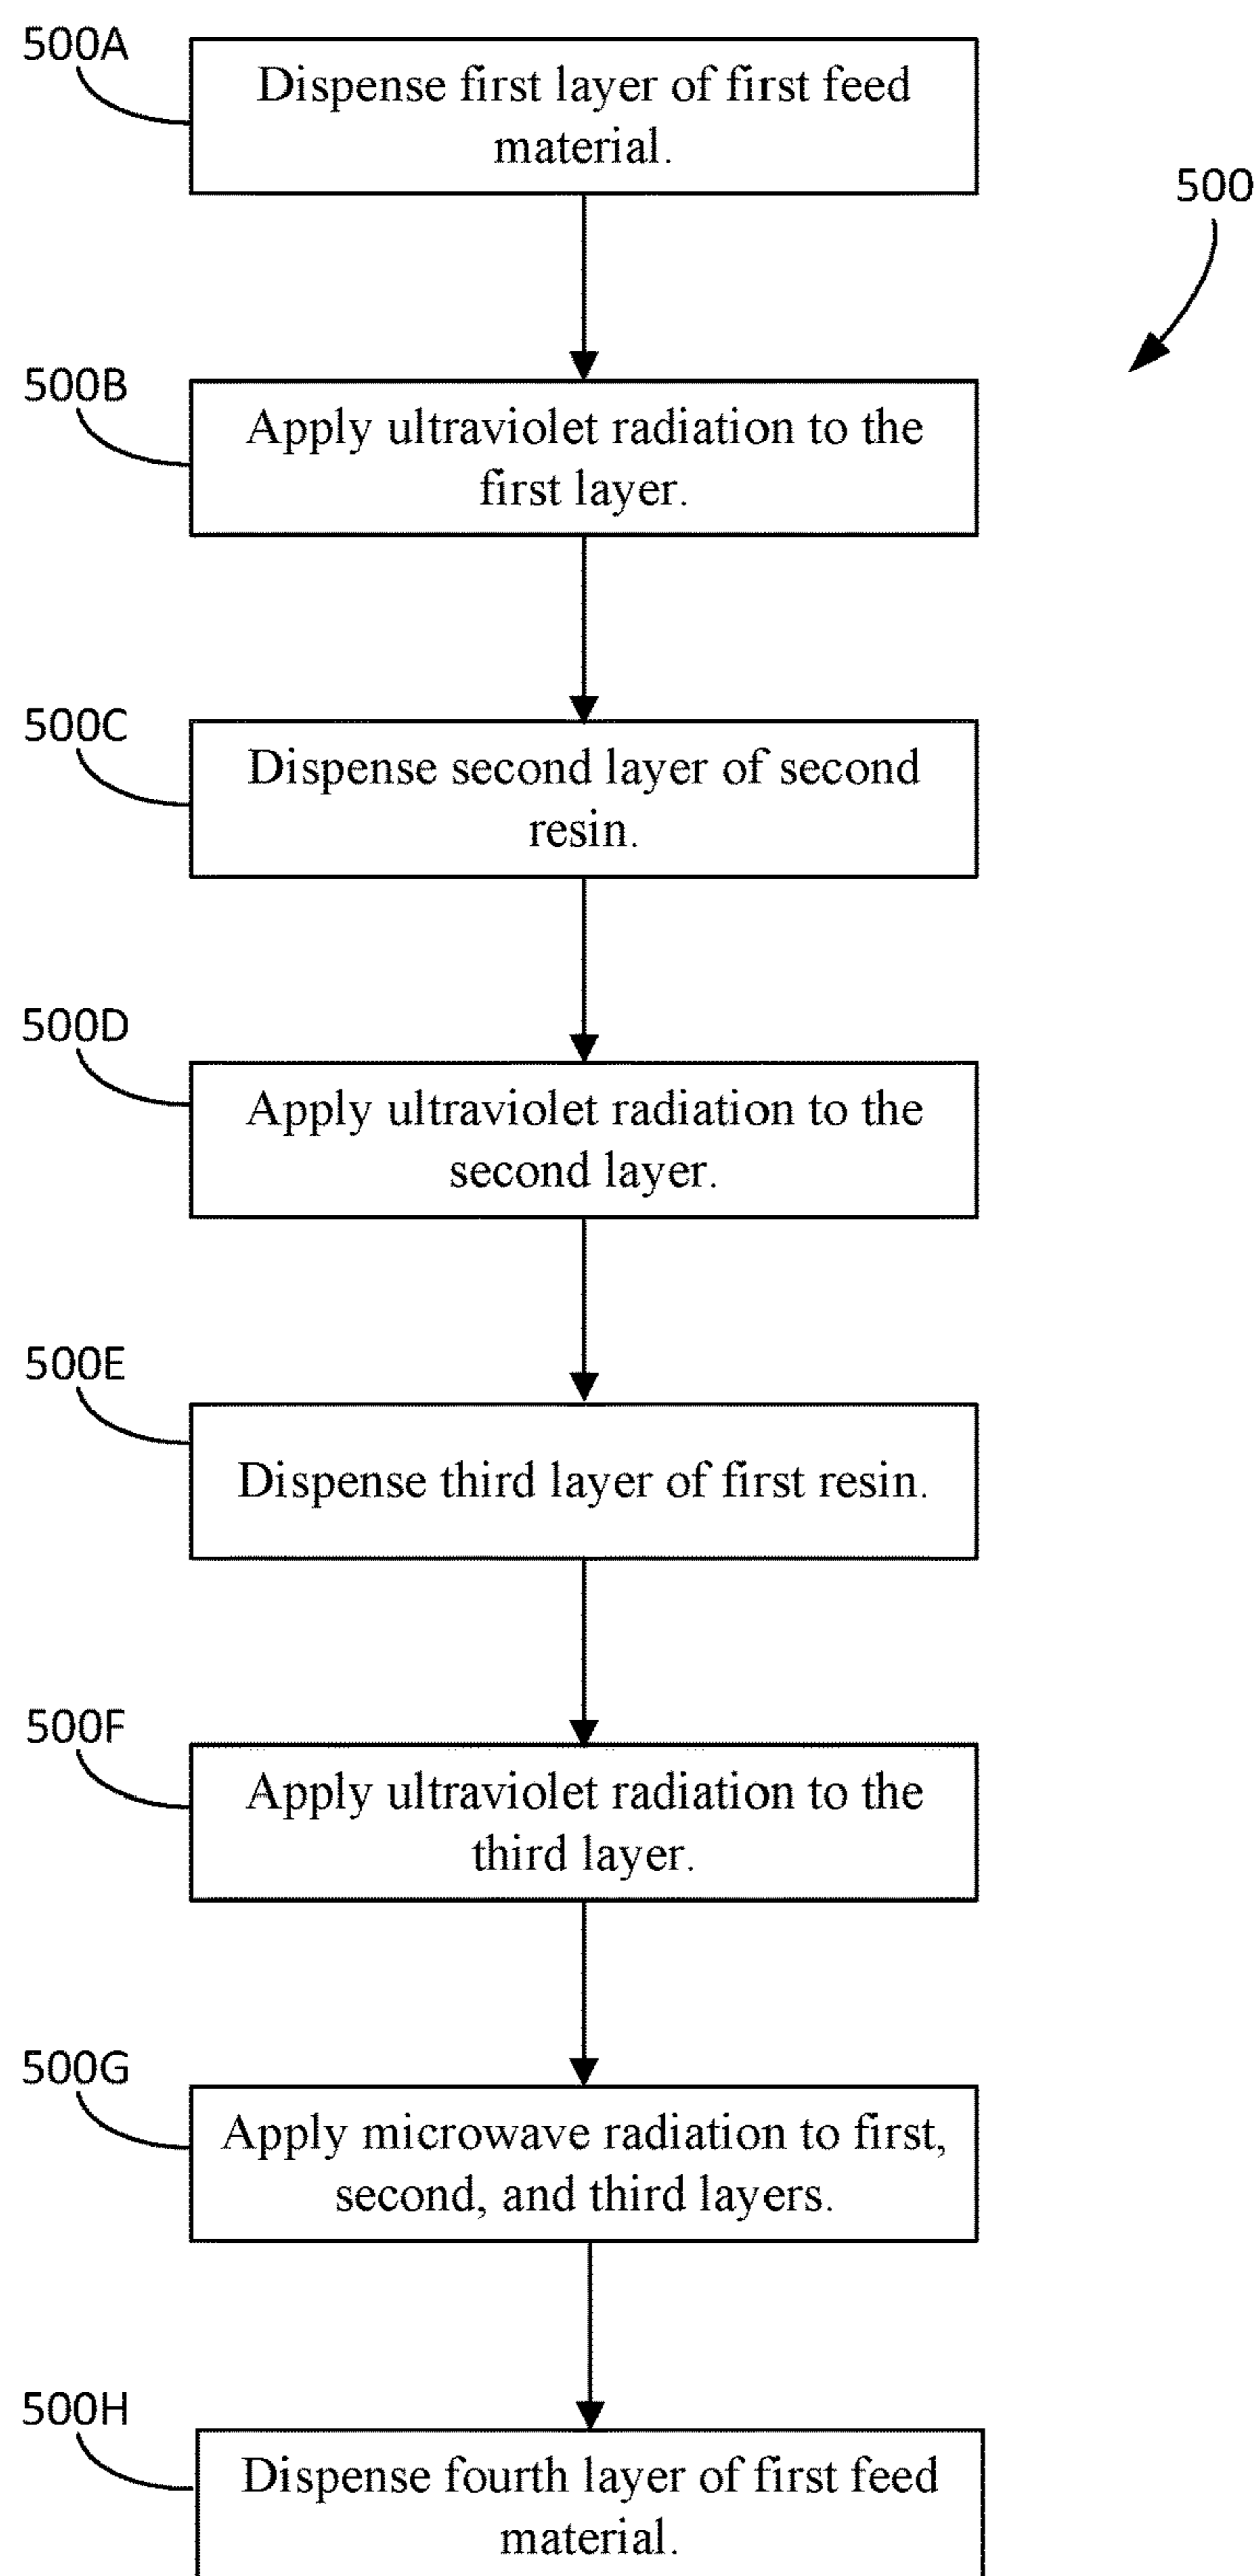 500A
Dispense first layer of first feed
material.
500
500B
Apply ultraviolet radiation to the
first layer.
500C
Dispense second layer of second
resin.
500D
Apply ultraviolet radiation to the
second layer.
500E
Dispense third layer of first resin.
500F
Apply ultraviolet radiation to the
third layer.
500G
Apply microwave radiation to first,
second, and third layers.
500H
Dispense fourth layer of first feed
material.